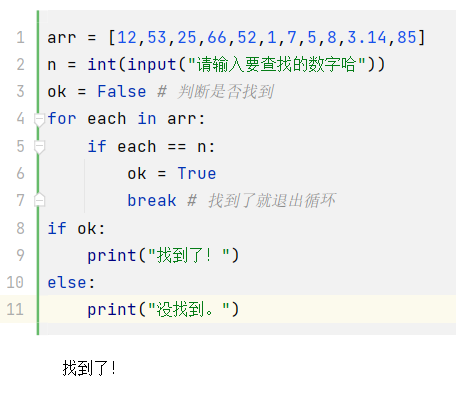 1 arr = [12,53,25,66,52,1,7,5,8,3.14,85]
2 n = int(input("请输入要查找的数字哈"))
3 ok = False # 判断是否找到
4 for each in arr:
5     if each == n:
6         ok = True
7         break # 找到了就退出循环
8 if ok:
9     print("找到了！")
10 else:
11     print("没找到。")
找到了！